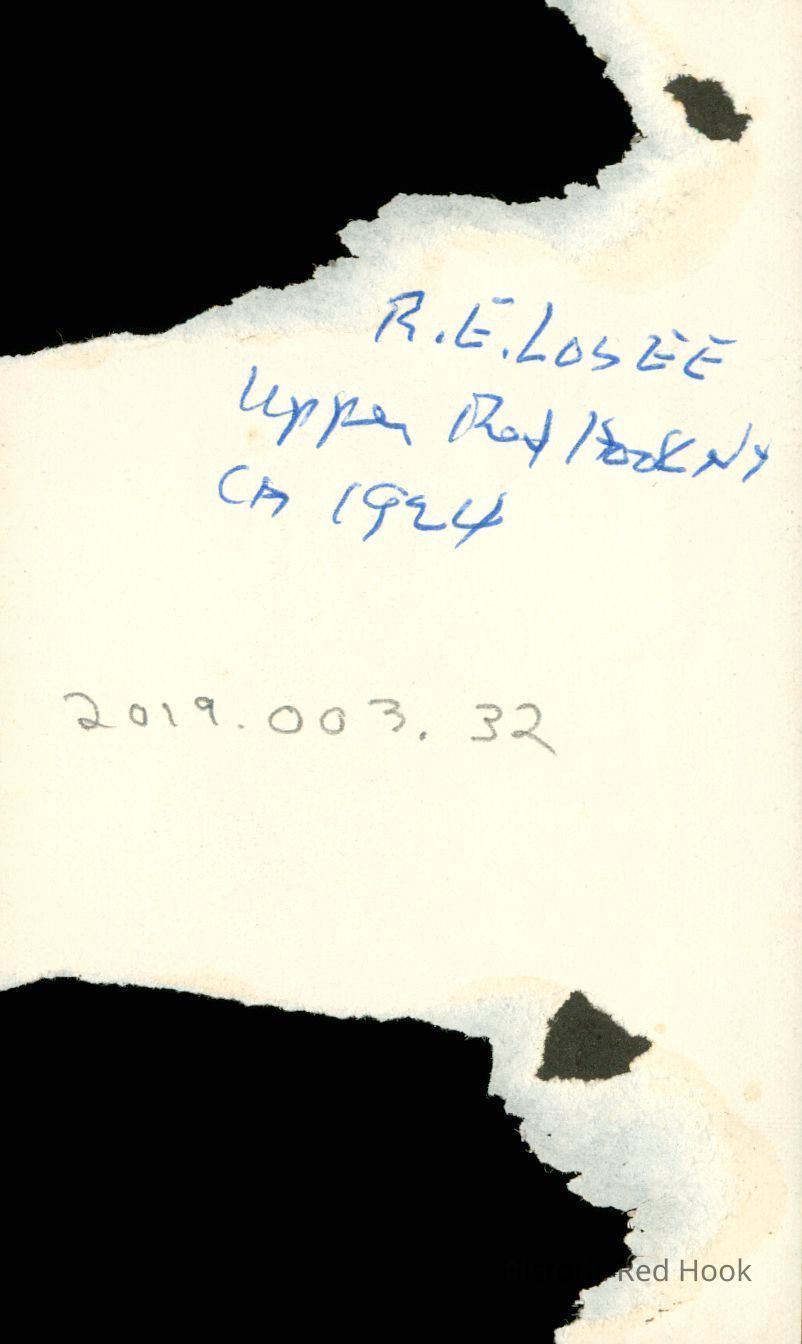 R.E. LOSEE
Upper Red Hook NY
CA 1924
2019.003.32
Historic Red Hook